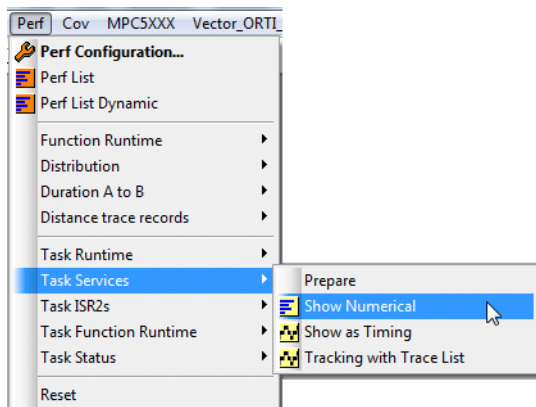 Perf Cov MPC5XXX Vector_ORTI_
Perf Configuration...
Perf List
Perf List Dynamic
Function Runtime
Distribution
Duration A to B
Distance trace records
Task Runtime
Task Services
Task ISR2s
Task Function Runtime
Task Status
Reset
Prepare
Show Numerical
Show as Timing
Tracking with Trace List